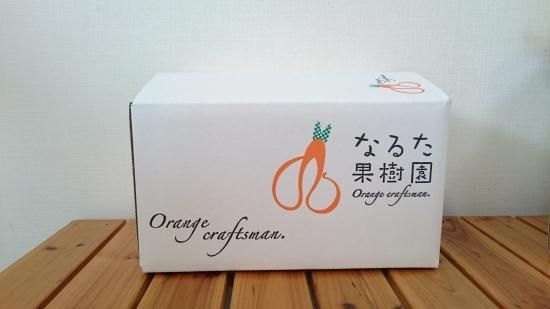 なるた
果樹園
Orange craftsman.
Orange
craftsman.